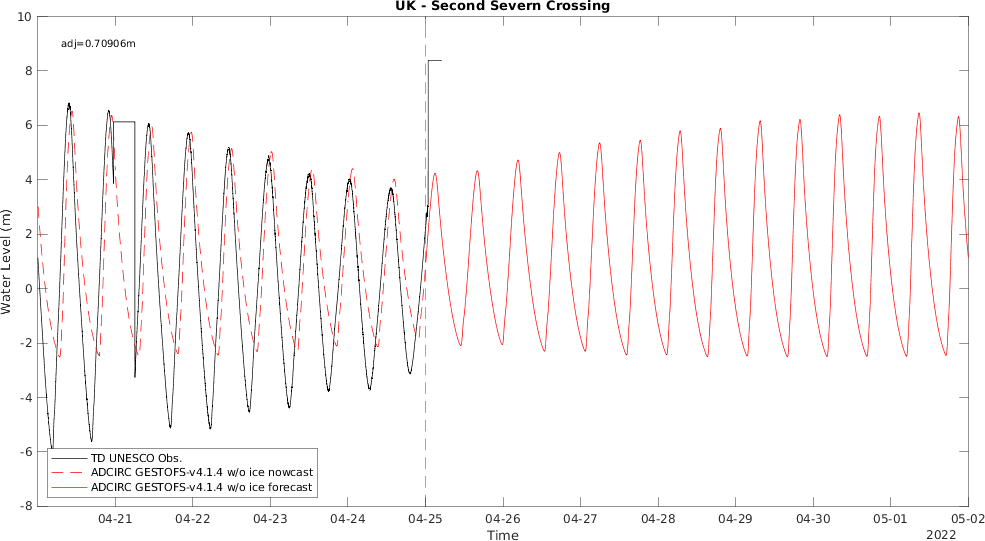 UK - Second Severn Crossing
adj=0.70906m
10
8
6
4
2
0
-2
-4
-6
-8
Water Level (m)
TD UNESCO Obs.
ADCIRC GESTOFS-v4.1.4 w/o ice nowcast
ADCIRC GESTOFS-v4.1.4 w/o ice forecast
04-21 04-22 04-23 04-24 04-25 04-26 04-27 04-28 04-29 04-30 05-01 05-02
Time
2022